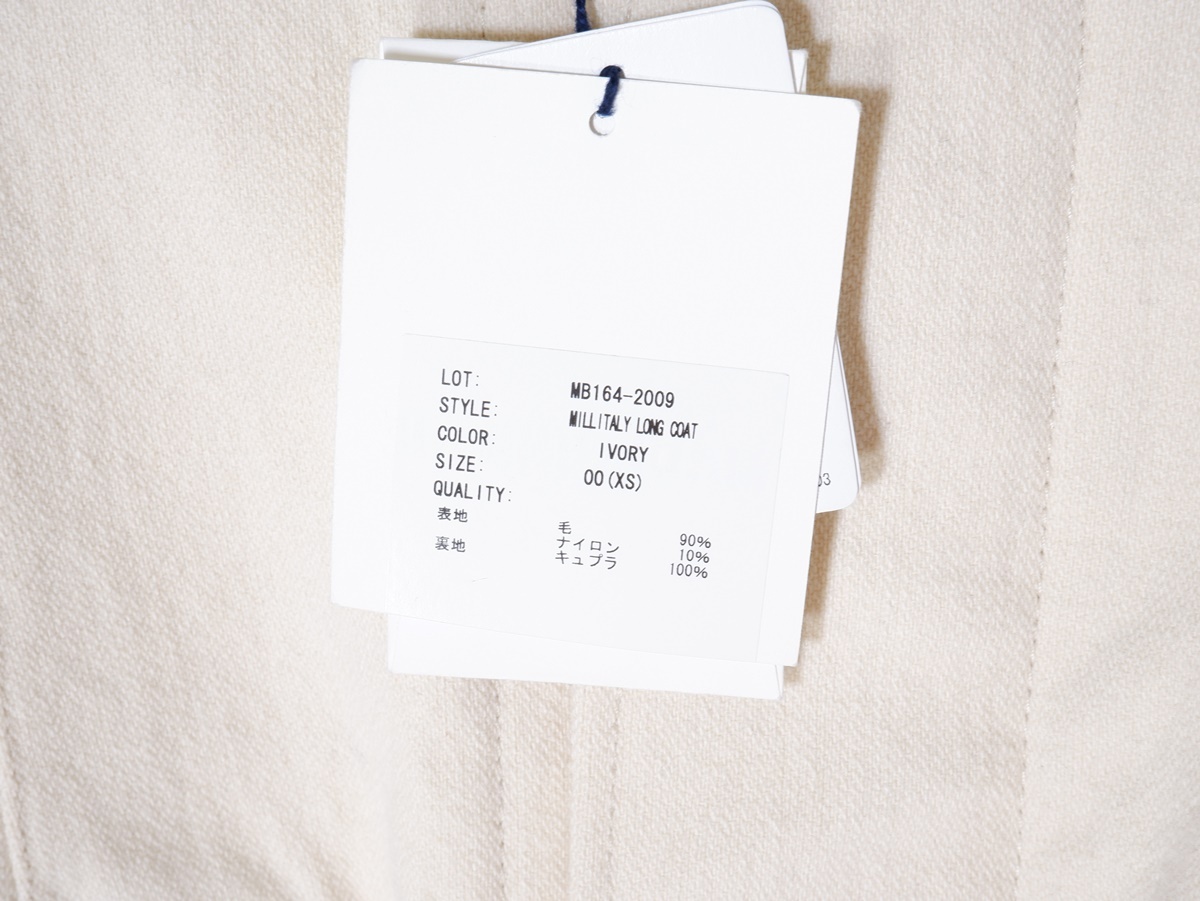 LOT: MB164-2009
STYLE: MILLITALY LONG COAT
COLOR: IVORY
SIZE: 00(XS)
QUALITY:
表地 毛 90%
ナイロン 10%
裏地 キュプラ 100%
03